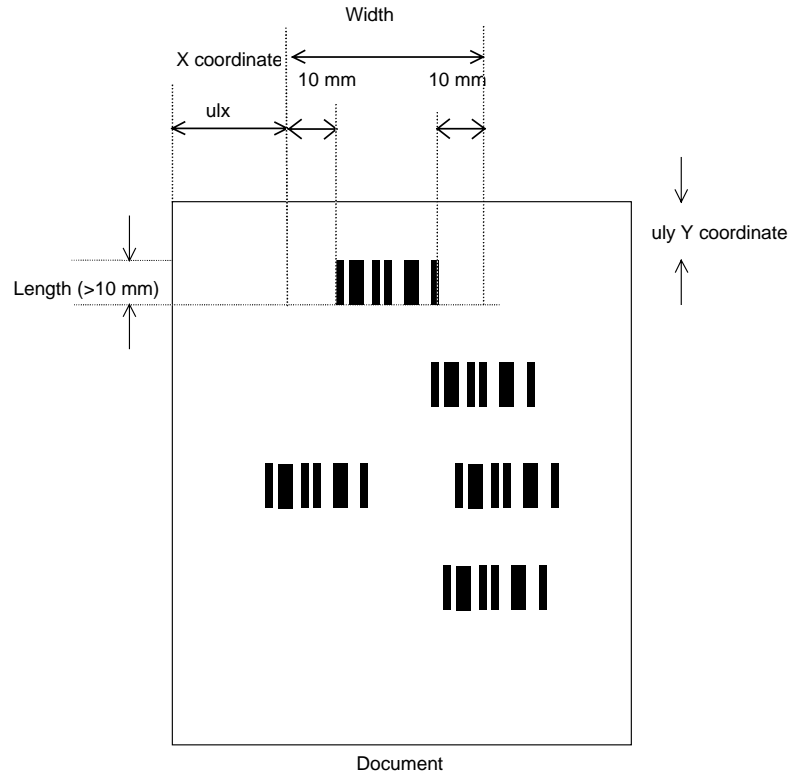 Width
X coordinate
10 mm 10 mm
ulx
uly Y coordinate
Length (>10 mm)
Document